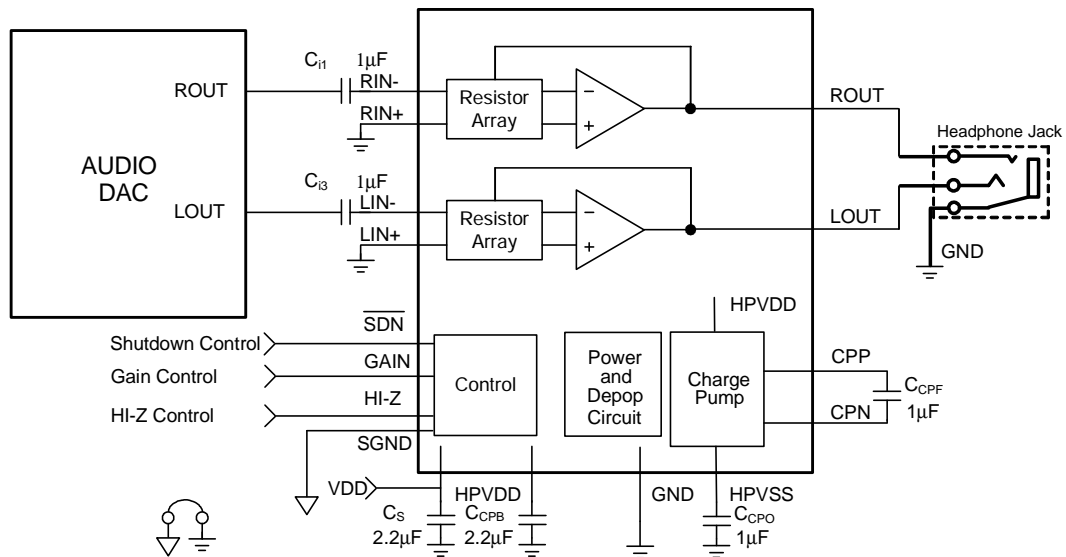 AUDIO
DAC
ROUT
LOUT
Ci1
1μF
RIN-
RIN+
Ci3
1μF
LIN-
LIN+
Resistor
Array
−
+
Resistor
Array
−
+
ROUT
LOUT
Headphone Jack
GND
Shutdown Control
Gain Control
HI-Z Control
SDN
GAIN
HI-Z
SGND
Control
Power
and
Depop
Circuit
HPVDD
Charge
Pump
CPP
CPN
CCPF
1μF
VDD
HPVDD
GND
HPVSS
CS
2.2μF
CCPB
2.2μF
CCPO
1μF